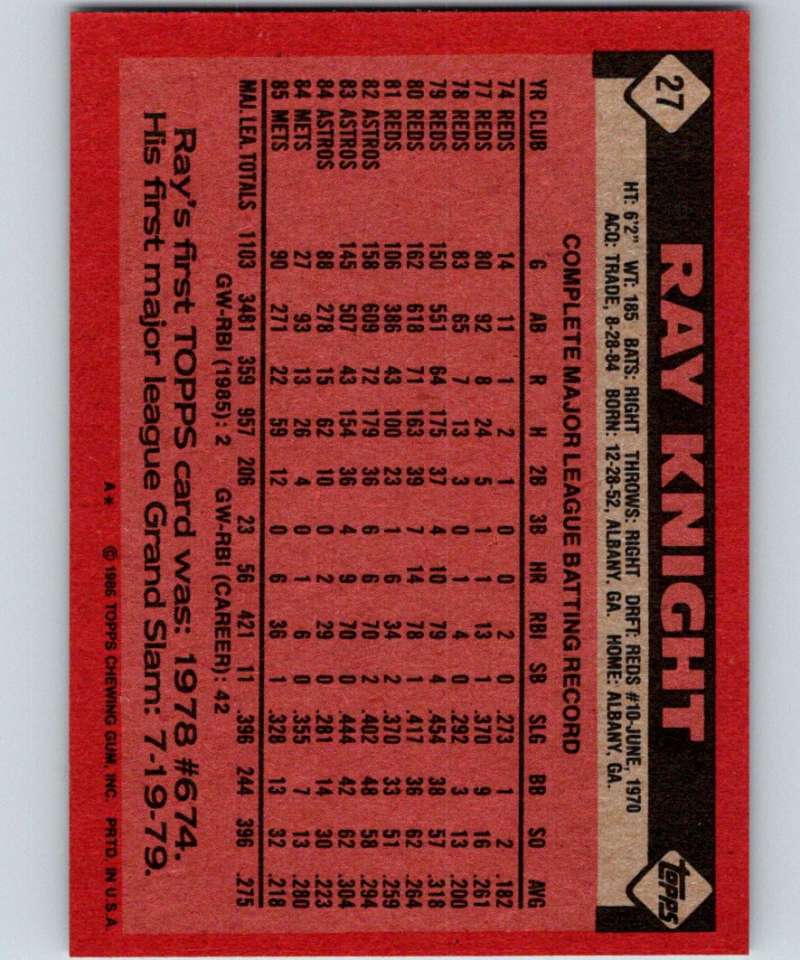 27
RAY KNIGHT
TOPPS
HT: 6'2" WT: 185 BATS: RIGHT THROWS: RIGHT DRFT: REDS #10-JUNE, 1970
ACQ: TRADE, 8-28-84 BORN: 12-28-52, ALBANY, GA. HOME: ALBANY, GA.
COMPLETE MAJOR LEAGUE BATTING RECORD
YR CLUB G AB R H 2B 3B HR RBI SB SLG BB SO AVG
74 REDS 14 11 1 2 1 0 0 2 0 .273 1 2 .182
77 REDS 80 92 8 24 5 1 1 13 1 .370 9 16 .261
78 REDS 83 65 7 13 3 0 1 4 0 .292 3 13 .200
79 REDS 150 551 64 175 37 4 10 79 4 .454 38 57 .318
80 REDS 162 618 71 163 39 7 14 78 1 .417 36 62 .264
81 REDS 106 386 43 100 23 1 6 34 2 .370 33 51 .259
82 ASTROS 158 609 72 179 36 6 6 70 2 .402 48 58 .294
83 ASTROS 145 507 43 154 36 4 9 70 0 .444 42 62 .304
84 ASTROS 88 278 15 62 10 0 2 29 0 .281 14 30 .223
84 METS 27 93 13 26 4 0 1 6 0 .355 7 13 .280
85 METS 90 271 22 59 12 0 6 36 1 .328 13 32 .218
MAJ. LEA. TOTALS 1103 3481 359 957 206 23 56 421 11 .396 244 396 .275
GW-RBI (1985): 2 GW-RBI (CAREER): 42
Ray's first TOPPS card was: 1978 #674.
His first major league Grand Slam: 7-19-79.
A* © 1986 TOPPS CHEWING GUM, INC. PRTD. IN U.S.A.